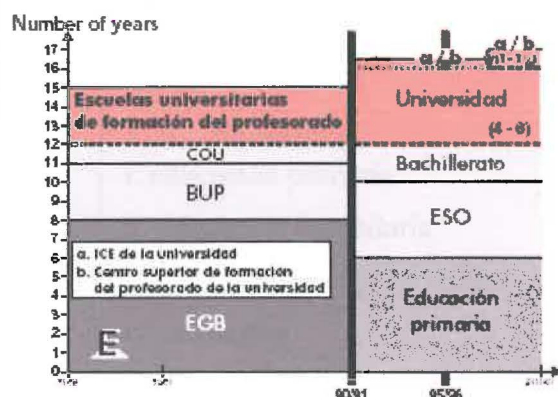 Number of years
17
16
15
14
13
12
11
10
9
8
7
6
5
4
3
2
1
0
Escuelas universitarias
de formación del profesorado
COU
BUP
a. ICE de la universidad
b. Centro superior de formación
del profesorado de la universidad
EGB
E
a / b
a / b
Universidad
(4 - 6)
Bachillerato
ESO
Educación
primaria
90/91
95/96